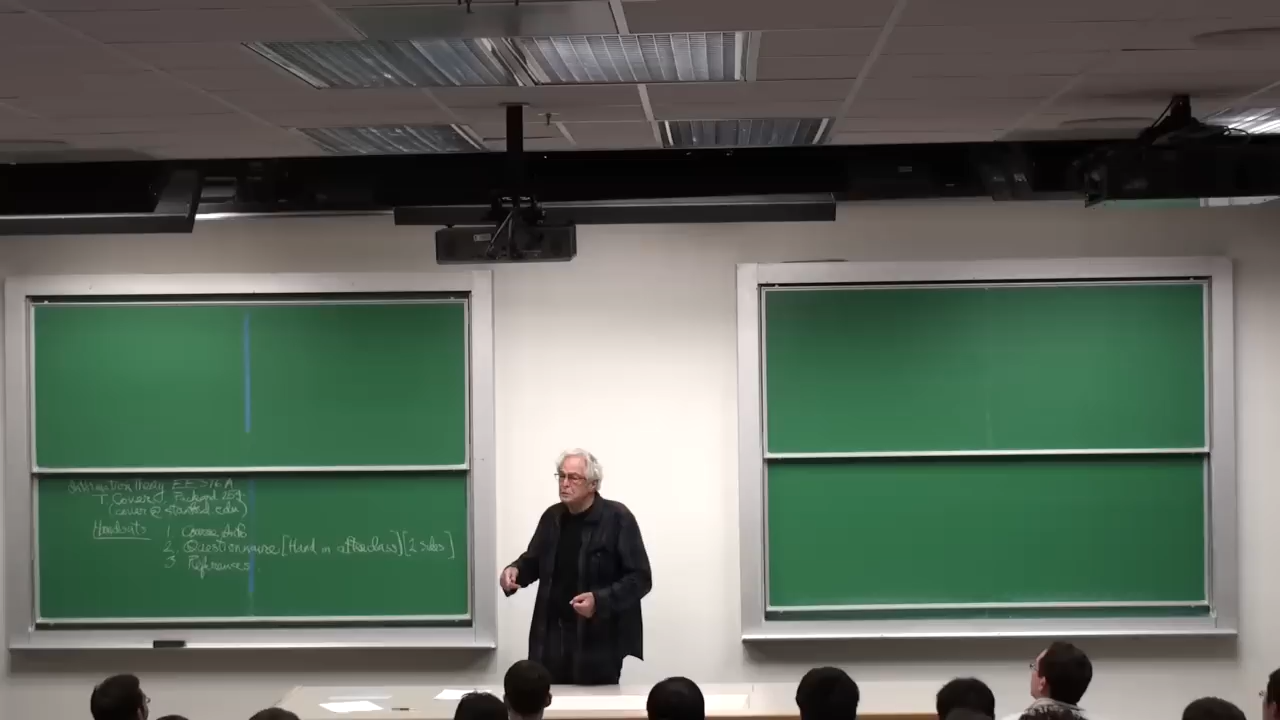 Information Theory EE376A
T. Cover, Packard 254
(cover@stanford.edu)
Handouts 1. Course Info
2. Questionnaire [Hand in after class] [2 sides]
3. References.